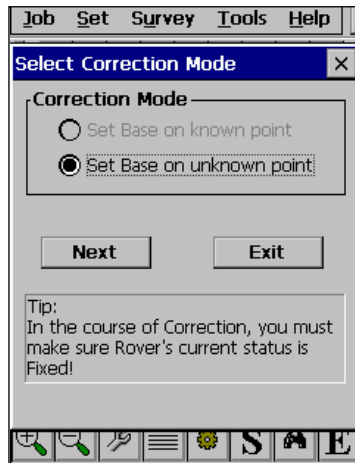 Job Set Survey Tools Help
Select Correction Mode
Correction Mode
Set Base on known point
Set Base on unknown point
Next Exit
Tip:
In the course of Correction, you must
make sure Rover's current status is
Fixed!
S E